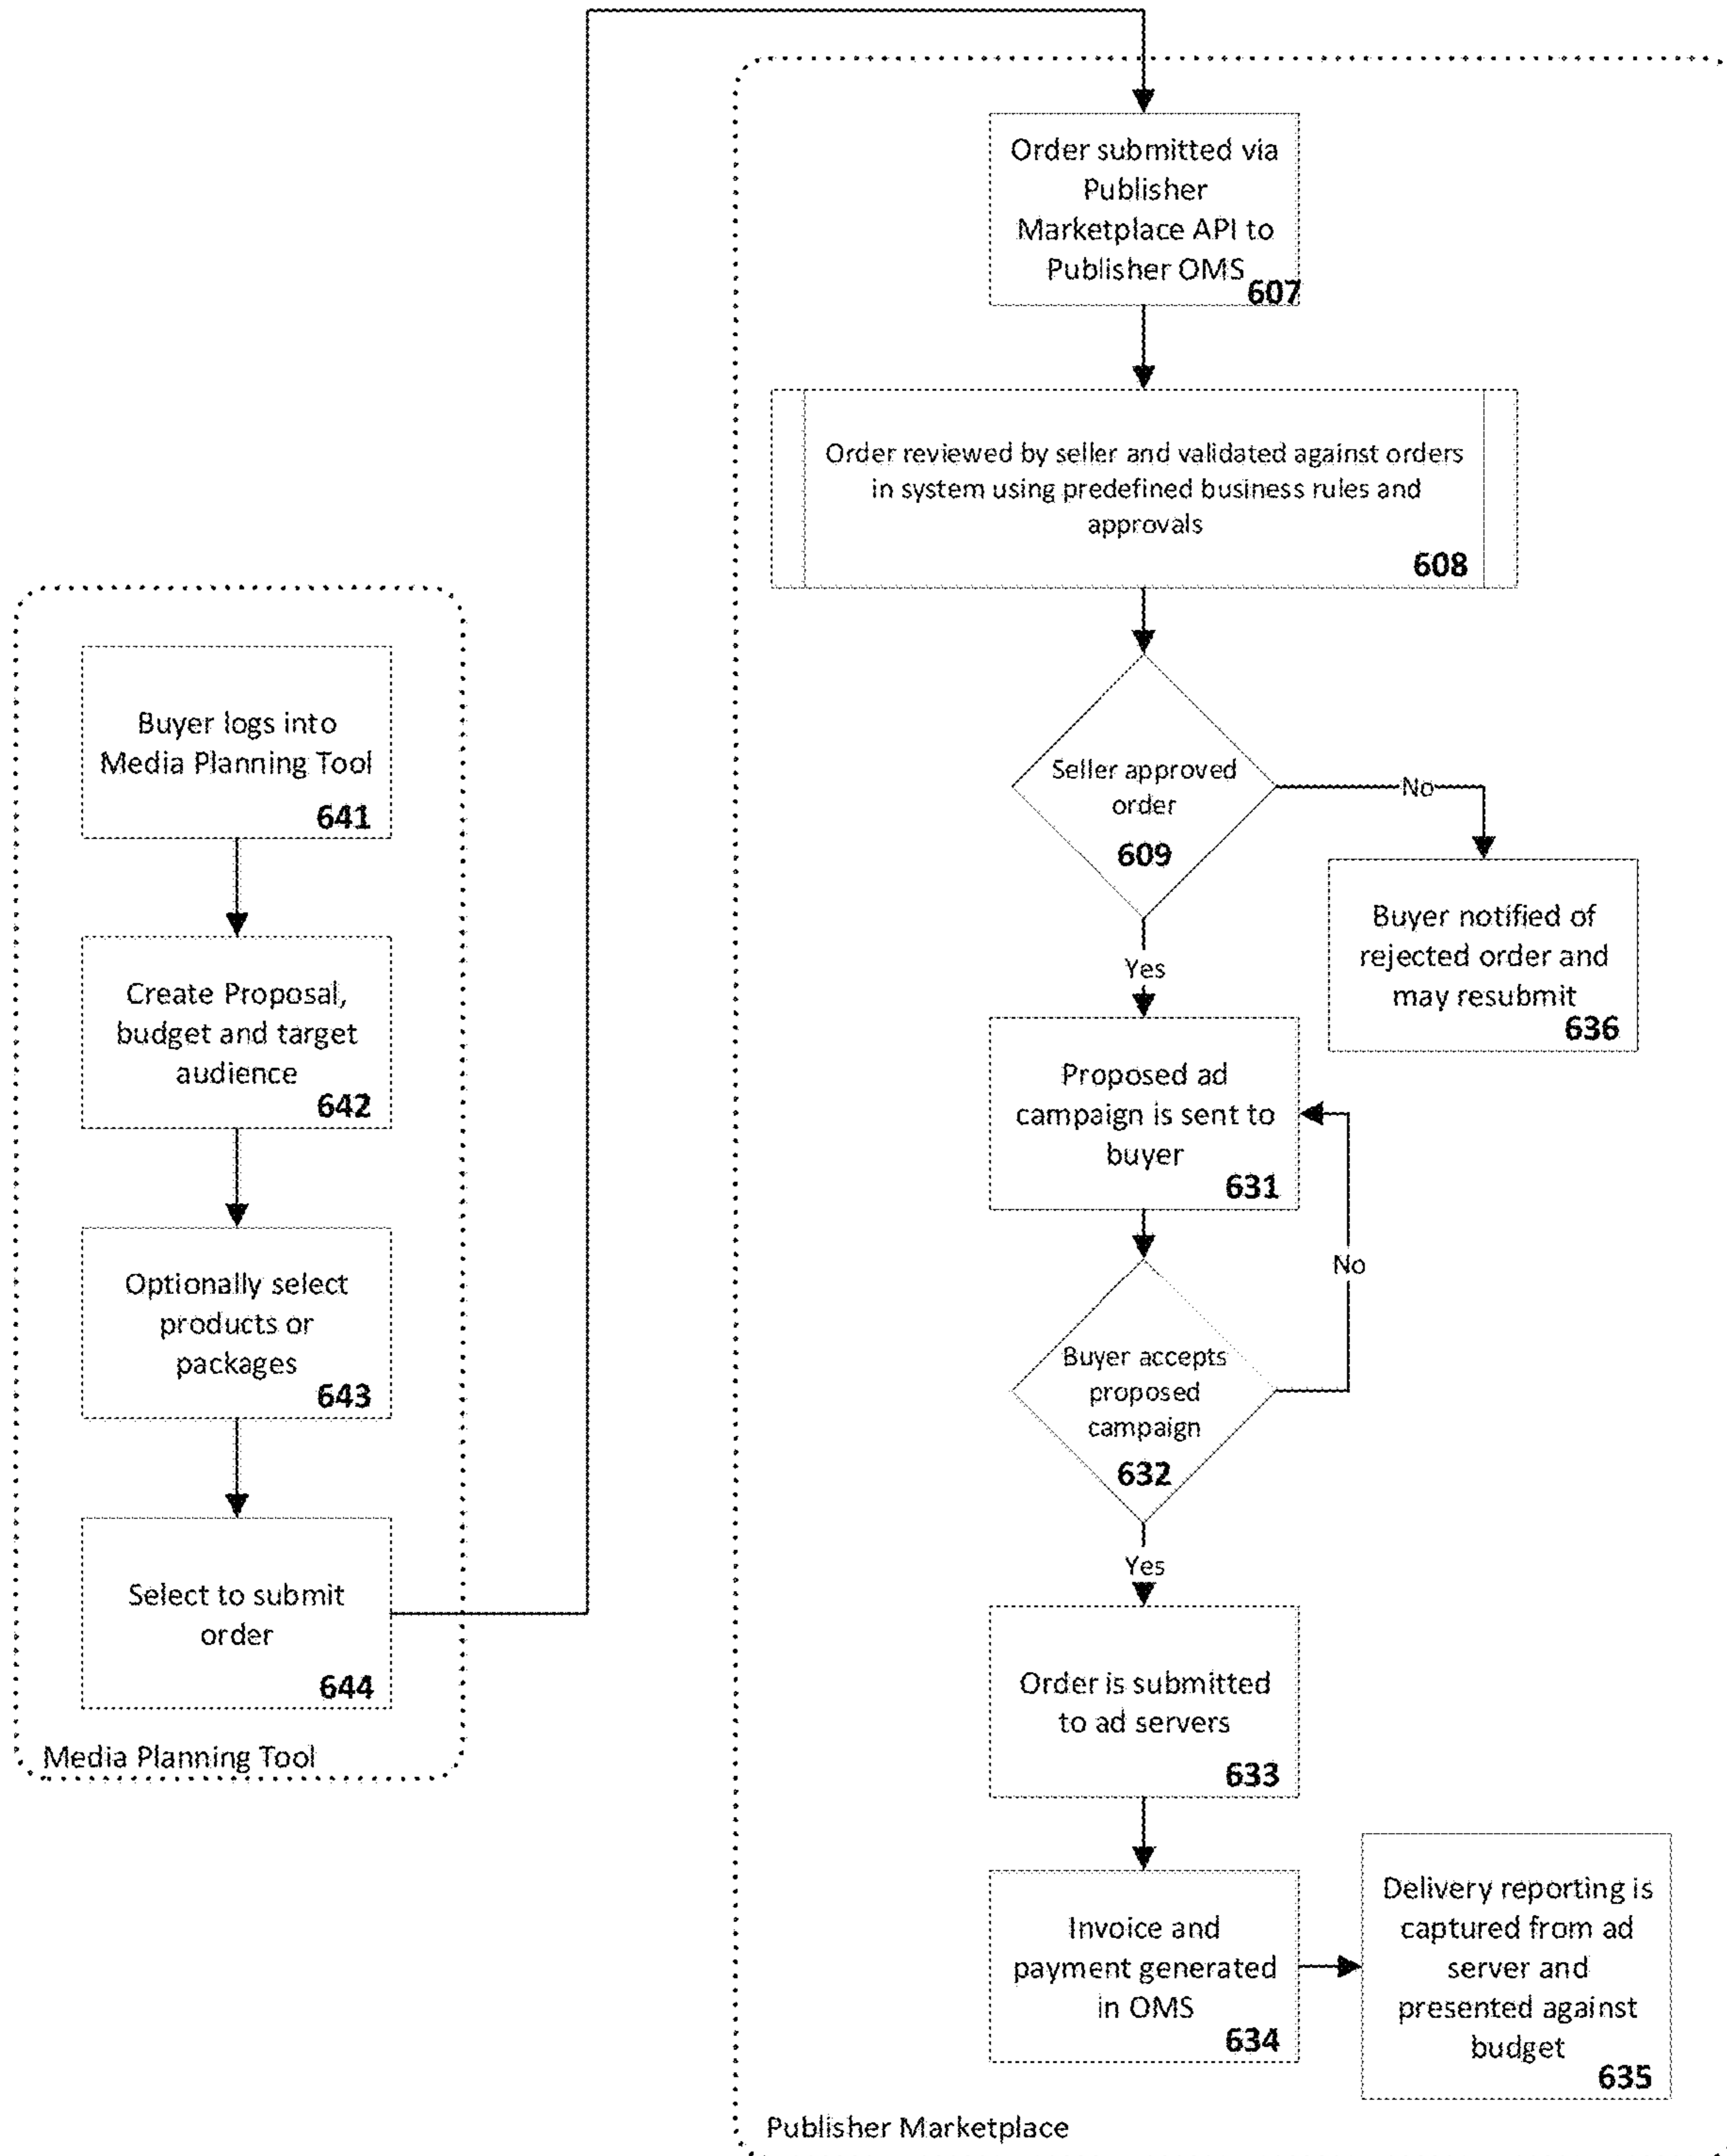 Buyer logs into
Media Planning Tool
641
Create Proposal,
budget and target
audience
642
Optionally select
products or
packages
643
Select to submit
order
644
Media Planning Tool
Order submitted via
Publisher
Marketplace API to
Publisher OMS
607
Order reviewed by seller and validated against orders
in system using predefined business rules and
approvals
608
Seller approved
order
609
No
Buyer notified of
rejected order and
may resubmit
636
Yes
Proposed ad
campaign is sent to
buyer
631
No
Buyer accepts
proposed
campaign
632
Yes
Order is submitted
to ad servers
633
Invoice and
payment generated
in OMS
634
Delivery reporting is
captured from ad
server and
presented against
budget
635
Publisher Marketplace